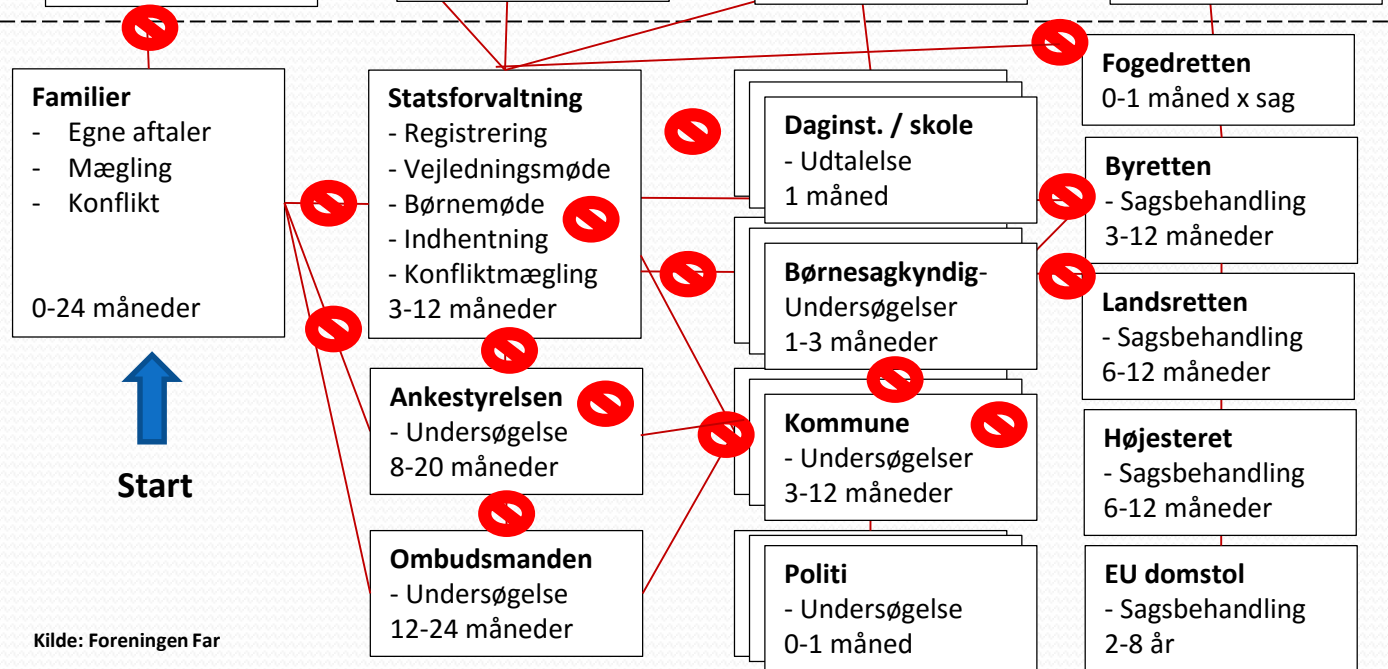 Familier
- Egne aftaler
- Mægling
- Konflikt
0-24 måneder
Start
Kilde: Foreningen Far
Statsforvaltning
- Registrering
- Vejledningsmøde
- Børnemøde
- Indhentning
- Konfliktmægling
3-12 måneder
Ankestyrelsen
- Undersøgelse
8-20 måneder
Ombudsmanden
- Undersøgelse
12-24 måneder
Daginst. / skole
- Udtalelse
1 måned
Børnesagkyndig-
Undersøgelser
1-3 måneder
Kommune
- Undersøgelser
3-12 måneder
Politi
- Undersøgelse
0-1 måned
Fogedretten
0-1 måned x sag
Byretten
- Sagsbehandling
3-12 måneder
Landsretten
- Sagsbehandling
6-12 måneder
Højesteret
- Sagsbehandling
6-12 måneder
EU domstol
- Sagsbehandling
2-8 år